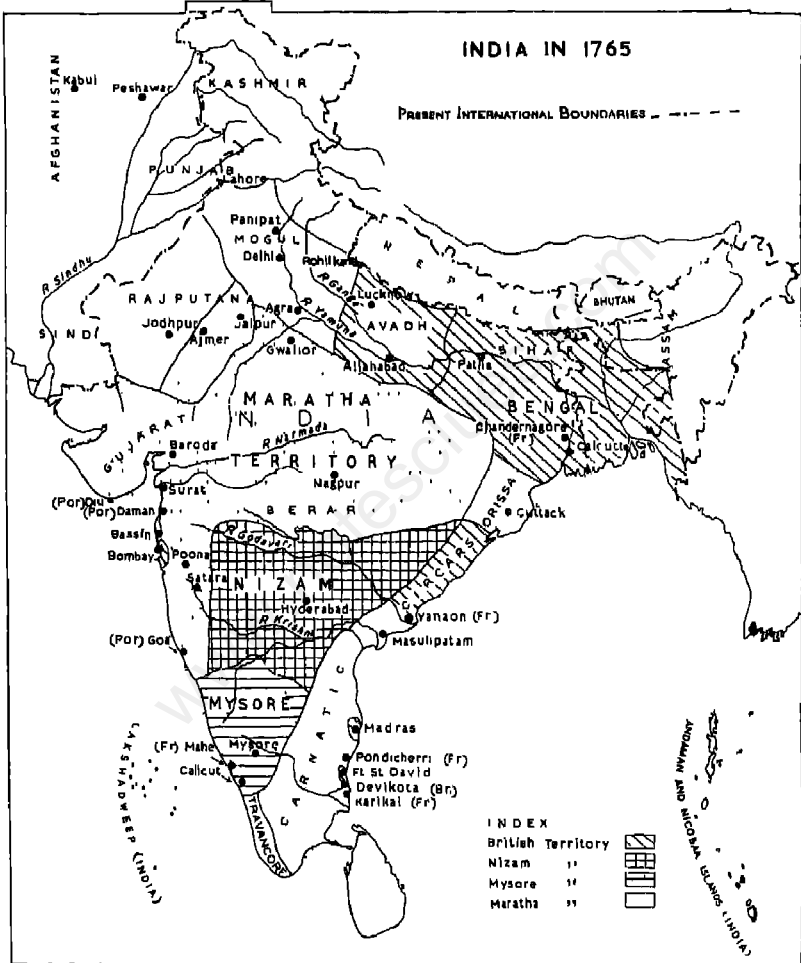 INDIA IN 1765
PRESENT INTERNATIONAL BOUNDARIES
AFGHANISTAN
Kabul
Peshawar
KASHMIR
PUNJAB
Lahore
Panipat
MOGUL
Delhi
Rohilkund
NEPAL
BHUTAN
ASSAM
R Sindhu
R Ganga
Lucknow
R Yamuna
RAJPUTANA
Agra
AVADH
SIND
Jodhpur
Ajmer
Jaipur
Gwalior
Allahabad
Patna
BIHAR
MARATHA
INDIA
BENGAL
Chandernagore
(Fr)
Calcutta
GUJARAT
Baroda
R Narmada
TERRITORY
Nagpur
Surat
(Por) Diu
(Por) Daman
BERAR
ORISSA
Cuttack
Bassin
Bombay
Poona
Satara
R Godavari
NIZAM
Hyderabad
CIRCARS
Yanaon (Fr)
R Krishna
Masulipatam
(Por) Goa
MYSORE
CARNATIC
Madras
(Fr) Mahe
Mysore
Calicut
Pondicherri (Fr)
Ft St David
Devikota (Br)
Karikal (Fr)
TRAVANCORE
LAKSHADWEEP (INDIA)
ANDAMAN AND NICOBAR ISLANDS (INDIA)
INDEX
British Territory
Nizam "
Mysore "
Maratha "